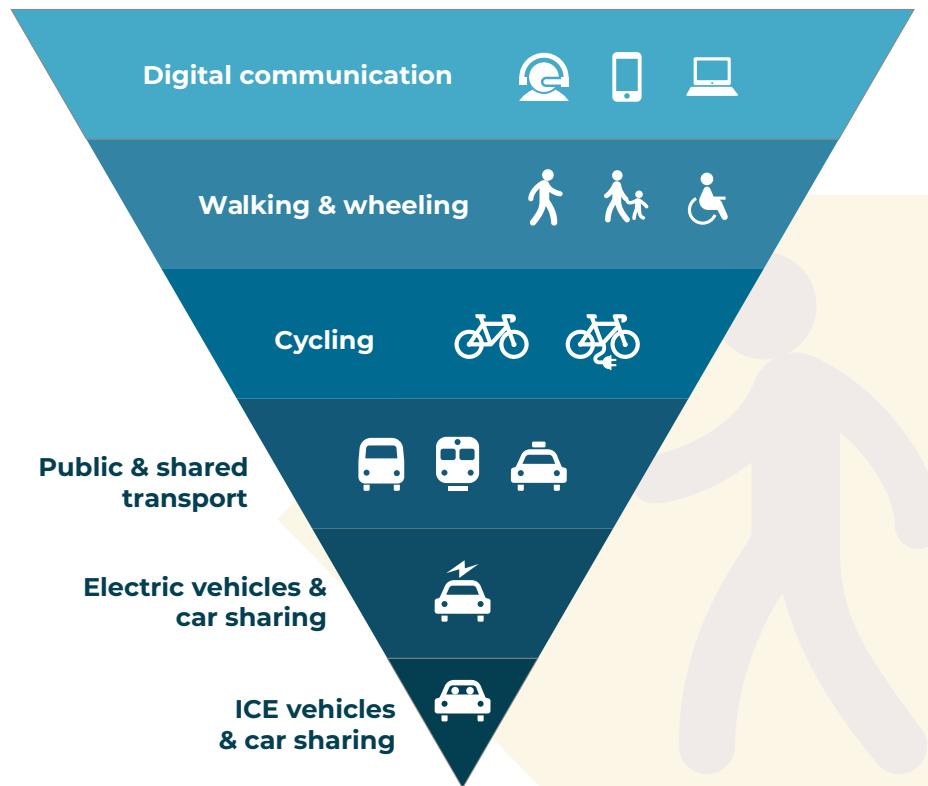 Digital communication
Walking & wheeling
Cycling
Public & shared
transport
Electric vehicles &
car sharing
ICE vehicles
& car sharing